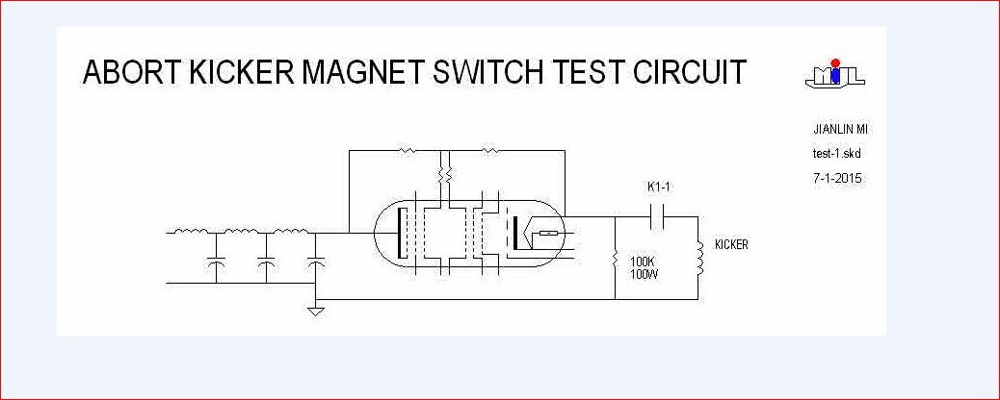 ABORT KICKER MAGNET SWITCH TEST CIRCUIT
MITL
JIANLIN MI
test-1.skd
7-1-2015
K1-1
KICKER
100K
100W